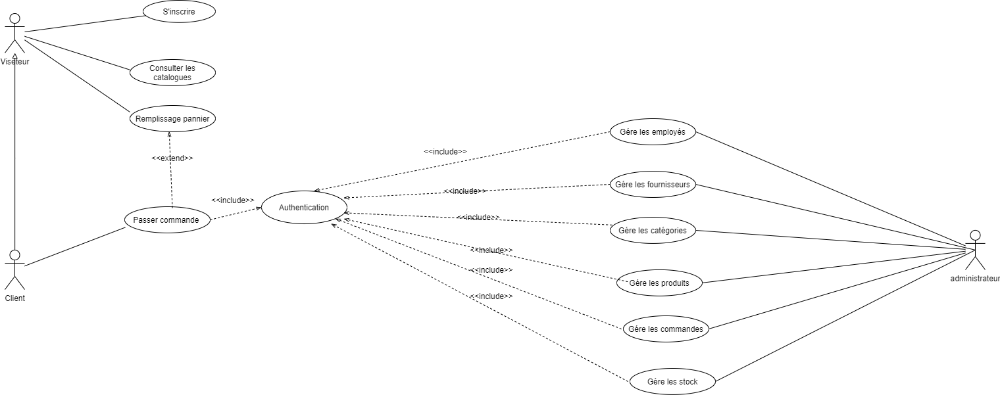 S'inscrire
Viseteur
Consulter les
catalogues
Remplissage pannier
<<extend>>
Passer commande
<<include>>
Authentication
Client
<<include>>
Gére les employés
<<include>>
Gére les fournisseurs
<<include>>
Gére les catégories
<<include>>
Gére les produits
<<include>>
Gére les commandes
<<include>>
Gére les stock
administrateur